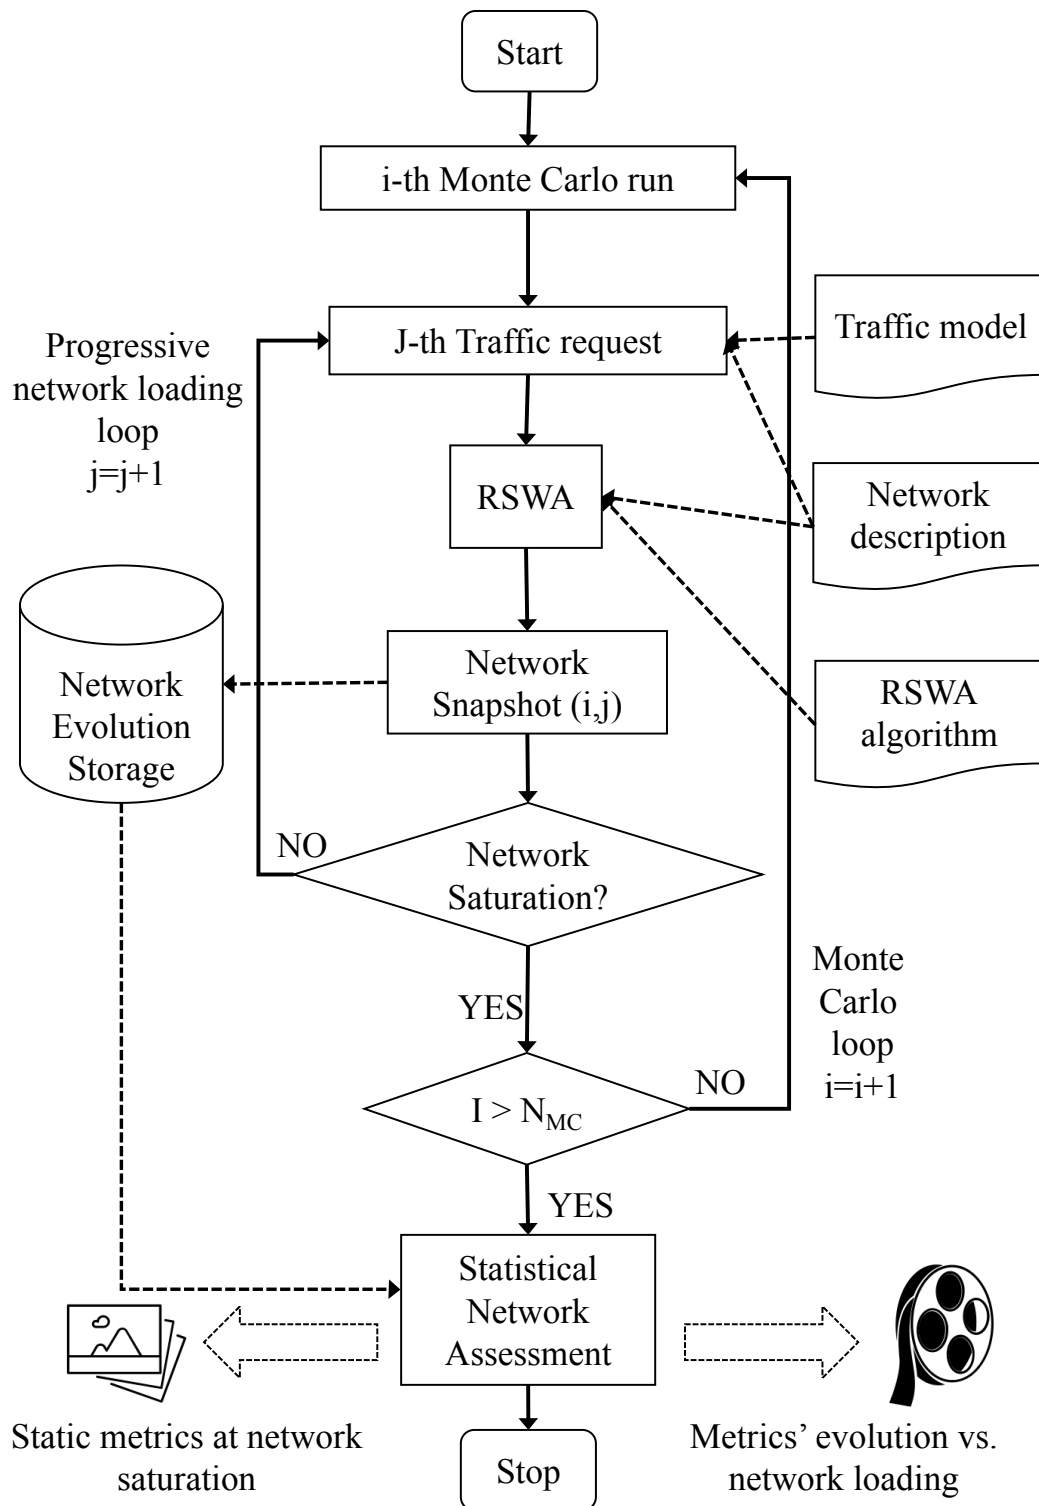 Start
i-th Monte Carlo run
Traffic model
J-th Traffic request
Progressive
network loading
loop
j=j+1
RSWA
Network
description
Network
Snapshot (i,j)
Network
Evolution
Storage
RSWA
algorithm
NO
Network
Saturation?
YES
Monte
Carlo
loop
i=i+1
NO
I > N_MC
YES
Statistical
Network
Assessment
Static metrics at network
saturation
Metrics’ evolution vs.
network loading
Stop